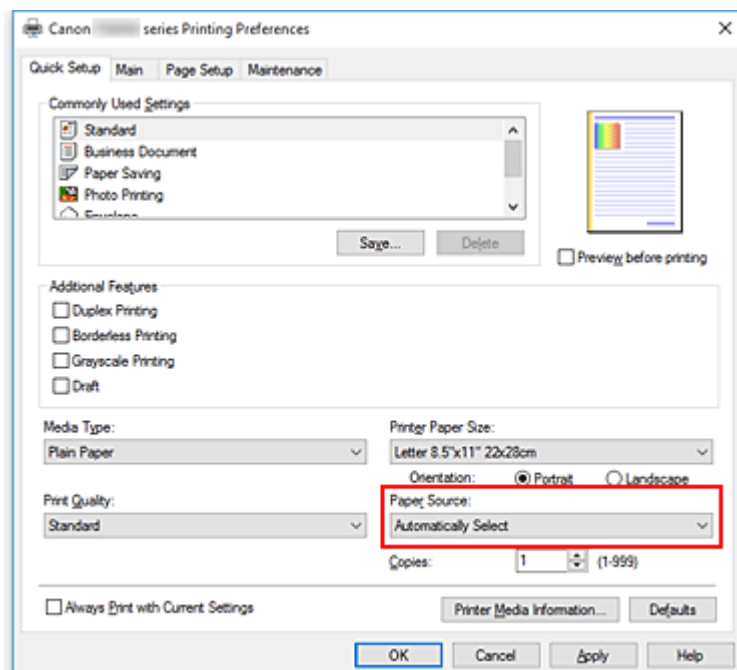 Canon series Printing Preferences
Quick Setup Main Page Setup Maintenance
Commonly Used Settings
Standard
Business Document
Paper Saving
Photo Printing
Envelope
Save... Delete
Preview before printing
Additional Features
Duplex Printing
Borderless Printing
Grayscale Printing
Draft
Media Type: Printer Paper Size:
Plain Paper Letter 8.5"x11" 22x28cm
Orientation: Portrait Landscape
Print Quality: Paper Source:
Standard Automatically Select
Copies: 1 (1-999)
Always Print with Current Settings Printer Media Information... Defaults
OK Cancel Apply Help